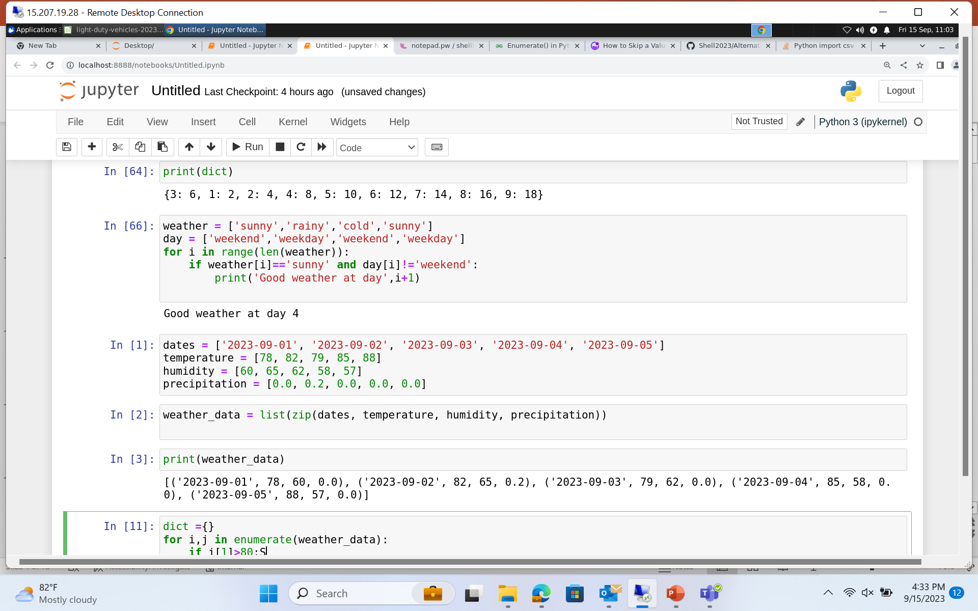 15.207.19.28 - Remote Desktop Connection
Applications light-duty-vehicles-2023... Untitled - Jupyter Noteb... Fri 15 Sep, 11:03
New Tab Desktop/ Untitled - Jupyter N Untitled - Jupyter N notepad.pw / shell Enumerate() in Pyt How to Skip a Valu Shell2023/Alternat Python import csv
localhost:8888/notebooks/Untitled.ipynb
jupyter Untitled Last Checkpoint: 4 hours ago (unsaved changes) Logout
File Edit View Insert Cell Kernel Widgets Help Not Trusted Python 3 (ipykernel)
Run Code
In [64]: print(dict)
{3: 6, 1: 2, 2: 4, 4: 8, 5: 10, 6: 12, 7: 14, 8: 16, 9: 18}
In [66]: weather = ['sunny','rainy','cold','sunny']
day = ['weekend','weekday','weekend','weekday']
for i in range(len(weather)):
if weather[i]=='sunny' and day[i]!='weekend':
print('Good weather at day',i+1)
Good weather at day 4
In [1]: dates = ['2023-09-01', '2023-09-02', '2023-09-03', '2023-09-04', '2023-09-05']
temperature = [78, 82, 79, 85, 88]
humidity = [60, 65, 62, 58, 57]
precipitation = [0.0, 0.2, 0.0, 0.0, 0.0]
In [2]: weather_data = list(zip(dates, temperature, humidity, precipitation))
In [3]: print(weather_data)
[('2023-09-01', 78, 60, 0.0), ('2023-09-02', 82, 65, 0.2), ('2023-09-03', 79, 62, 0.0), ('2023-09-04', 85, 58, 0.
0), ('2023-09-05', 88, 57, 0.0)]
In [11]: dict ={}
for i,j in enumerate(weather_data):
if j[1]>80:S
82°F
Mostly cloudy
Search
4:33 PM
9/15/2023
12